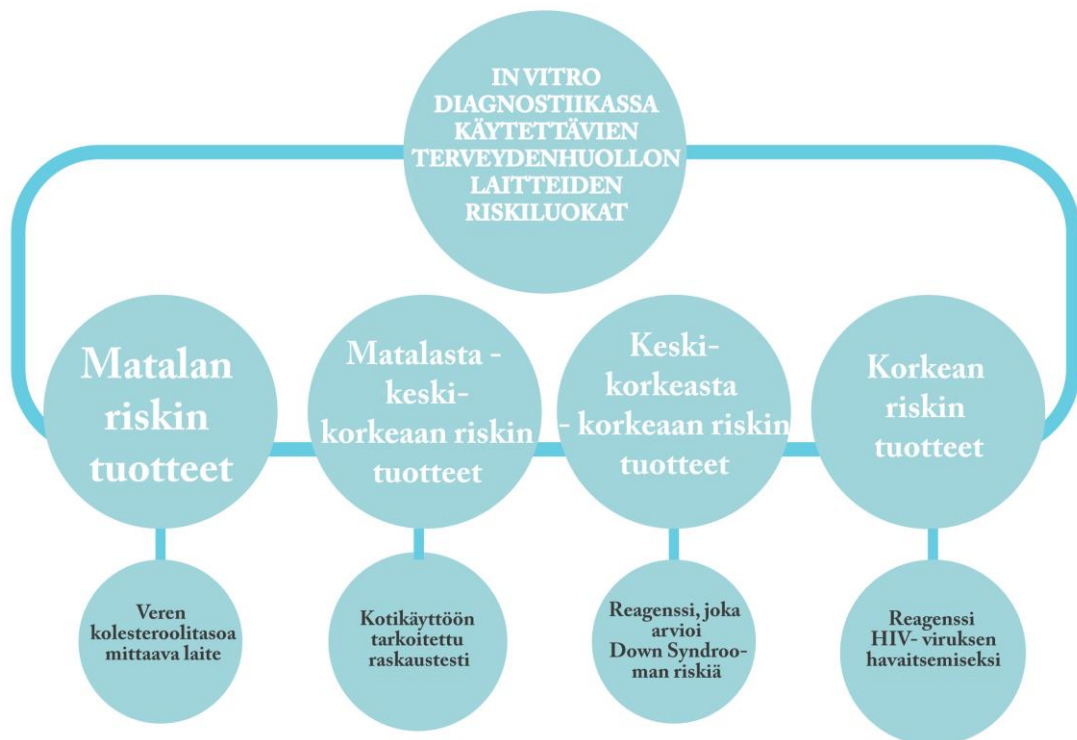 IN VITRO
DIAGNOSTIIKASSA
KÄYTETTÄVIEN
TERVEYDENHUOLLON
LAITTEIDEN
RISKILUOKAT
Matalan
riskin
tuotteet
Matalasta -
keski-
korkeaan riskin
tuotteet
Keski-
korkeasta
- korkeaan riskin
tuotteet
Korkean
riskin
tuotteet
Veren
kolesteroolitasoa
mittaava laite
Kotikäyttöön
tarkoitettu
raskaustesti
Reagenssi, joka
arvioi
Down Syndroo-
man riskiä
Reagenssi
HIV- viruksen
havaitsemiseksi